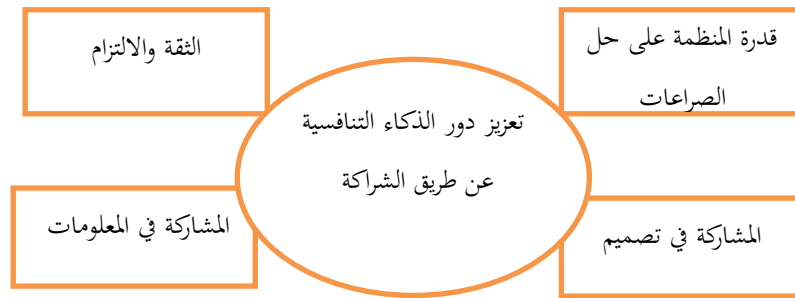 قدرة المنظمة على حل
الصراعات
الثقة والالتزام
تعزيز دور الذكاء التنافسية
عن طريق الشراكة
المشاركة في تصميم
المشاركة في المعلومات